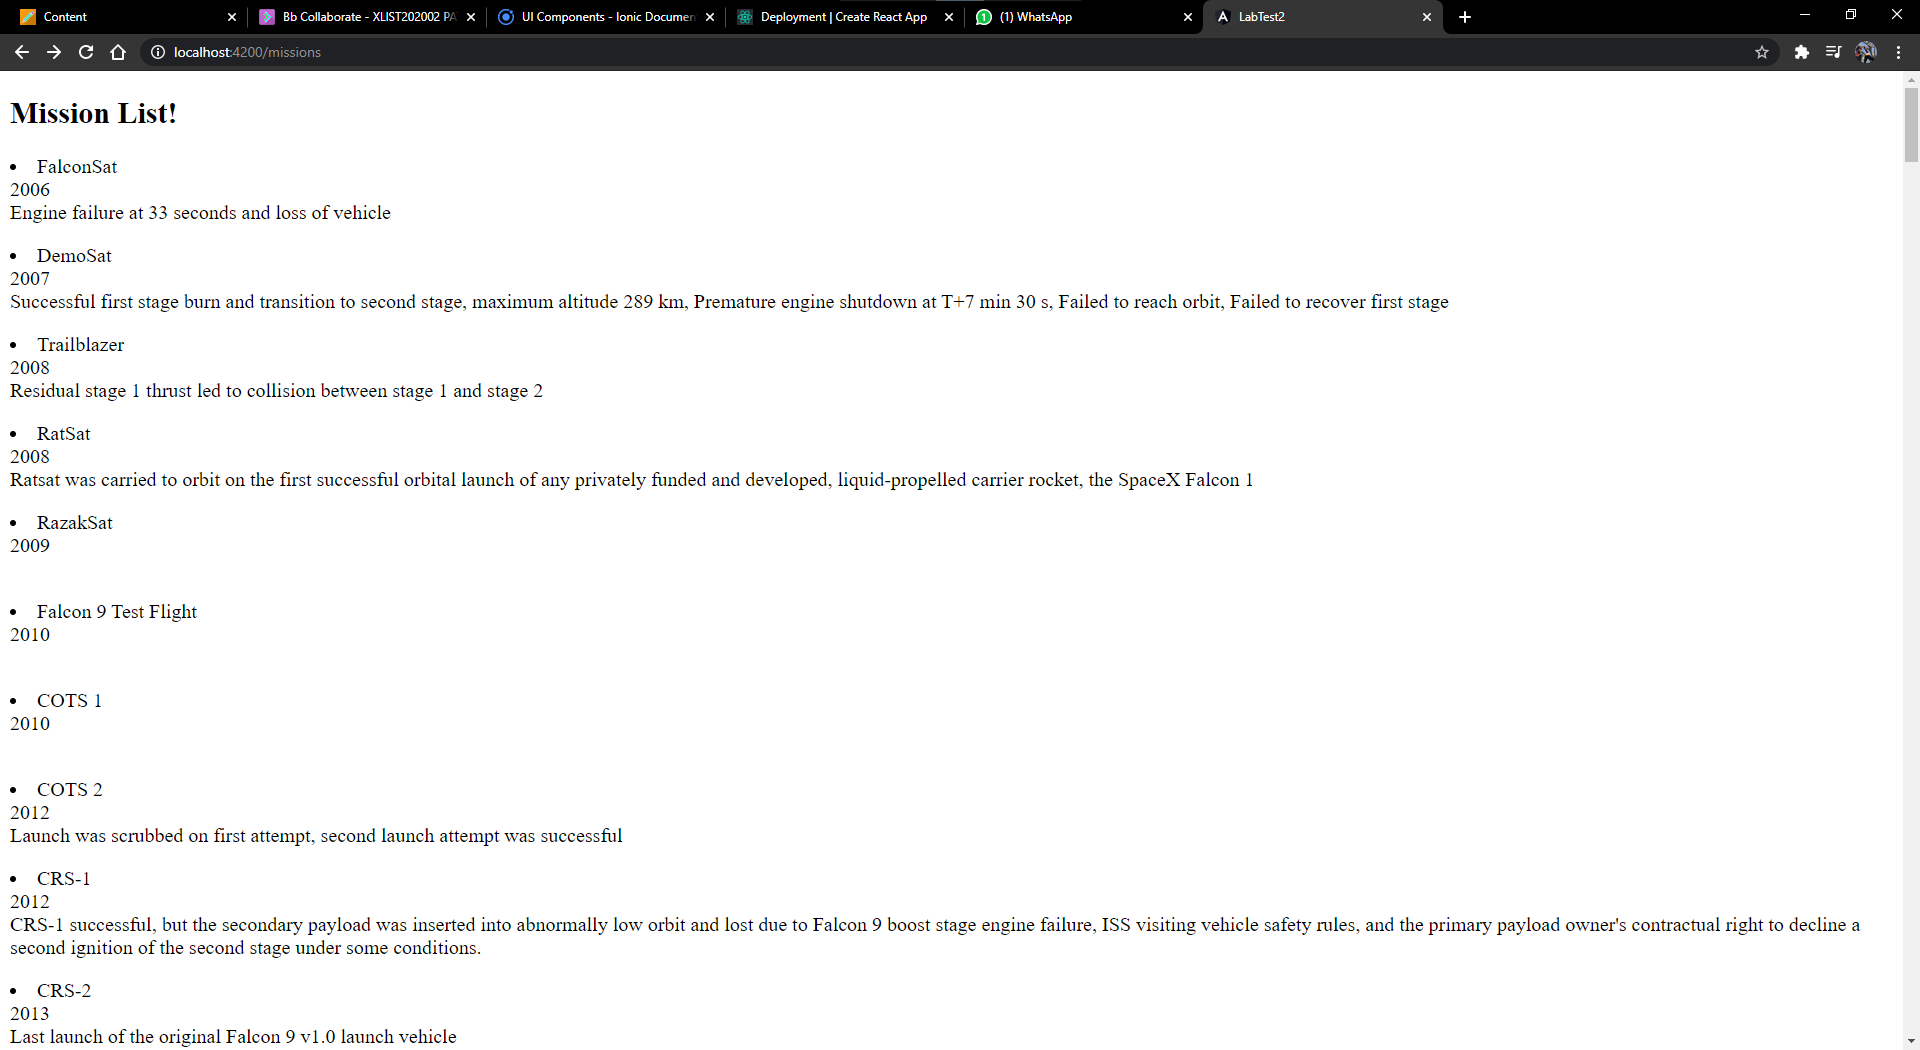 Content
Bb Collaborate - XLIST202002 PA
UI Components - Ionic Documen
Deployment | Create React App
1
(1) WhatsApp
LabTest2
localhost:4200/missions
Mission List!
• FalconSat
2006
Engine failure at 33 seconds and loss of vehicle
• DemoSat
2007
Successful first stage burn and transition to second stage, maximum altitude 289 km, Premature engine shutdown at T+7 min 30 s, Failed to reach orbit, Failed to recover first stage
• Trailblazer
2008
Residual stage 1 thrust led to collision between stage 1 and stage 2
• RatSat
2008
Ratsat was carried to orbit on the first successful orbital launch of any privately funded and developed, liquid-propelled carrier rocket, the SpaceX Falcon 1
• RazakSat
2009
• Falcon 9 Test Flight
2010
• COTS 1
2010
• COTS 2
2012
Launch was scrubbed on first attempt, second launch attempt was successful
• CRS-1
2012
CRS-1 successful, but the secondary payload was inserted into abnormally low orbit and lost due to Falcon 9 boost stage engine failure, ISS visiting vehicle safety rules, and the primary payload owner's contractual right to decline a
second ignition of the second stage under some conditions.
• CRS-2
2013
Last launch of the original Falcon 9 v1.0 launch vehicle